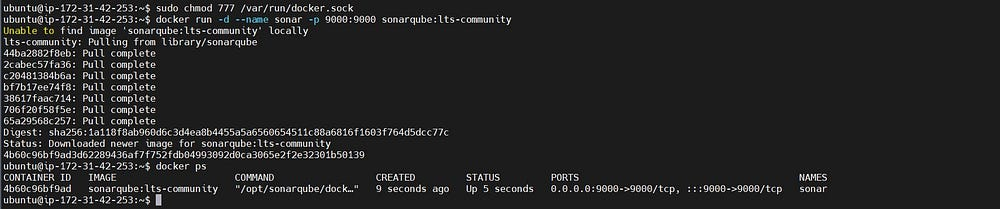 ubuntu@ip-172-31-42-253:~$ sudo chmod 777 /var/run/docker.sock
ubuntu@ip-172-31-42-253:~$ docker run -d --name sonar -p 9000:9000 sonarqube:lts-community
Unable to find image 'sonarqube:lts-community' locally
lts-community: Pulling from library/sonarqube
44ba2882f8eb: Pull complete
2cabec57fa36: Pull complete
c20481384b6a: Pull complete
bf7b17ee74f8: Pull complete
38617faac714: Pull complete
706f20f58f5e: Pull complete
65a29568c257: Pull complete
Digest: sha256:1a118f8ab960d6c3d4ea8b4455a5a6560654511c88a6816f1603f764d5dcc77c
Status: Downloaded newer image for sonarqube:lts-community
4b60c96bf9ad3d62289436af7f752fdb04993092d0ca3065e2f2e32301b50139
ubuntu@ip-172-31-42-253:~$ docker ps
CONTAINER ID IMAGE COMMAND CREATED STATUS PORTS NAMES
4b60c96bf9ad sonarqube:lts-community "/opt/sonarqube/dock…" 9 seconds ago Up 5 seconds 0.0.0.0:9000->9000/tcp, :::9000->9000/tcp sonar
ubuntu@ip-172-31-42-253:~$